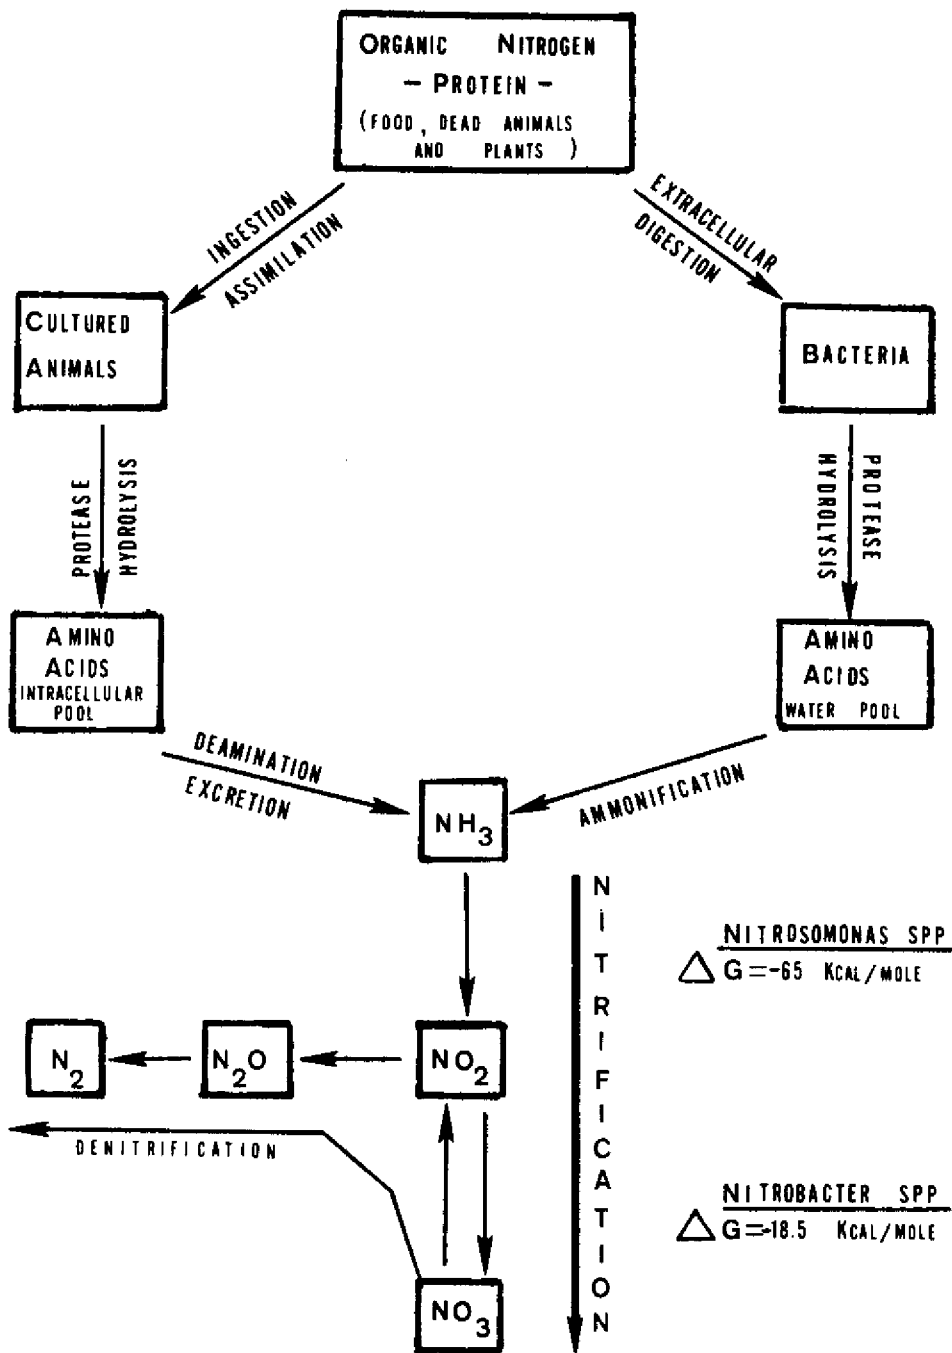 ORGANIC NITROGEN
- PROTEIN -
(FOOD, DEAD ANIMALS
AND PLANTS )
INGESTION
ASSIMILATION
EXTRACELLULAR
DIGESTION
CULTURED
ANIMALS
BACTERIA
PROTEASE
HYDROLYSIS
PROTEASE
HYDROLYSIS
AMINO
ACIDS
INTRACELLULAR
POOL
AMINO
ACIDS
WATER POOL
DEAMINATION
EXCRETION
AMMONIFICATION
NH3
NITRIFICATION
NITROSOMONAS SPP
△ G=-65 KCAL/MOLE
N2
N2O
NO2
DENITRIFICATION
NITROBACTER SPP
△ G=-18.5 KCAL/MOLE
NO3